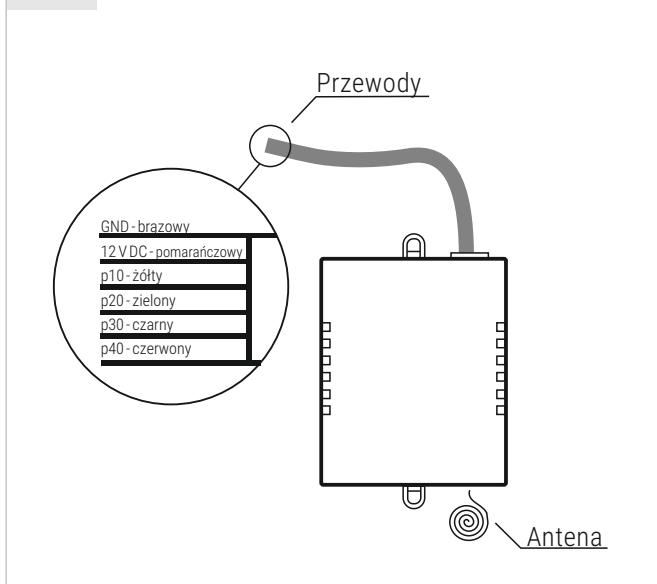 Przewody
GND - brązowy
12 V DC - pomarańczowy
p10 - żółty
p20 - zielony
p30 - czarny
p40 - czerwony
Antena